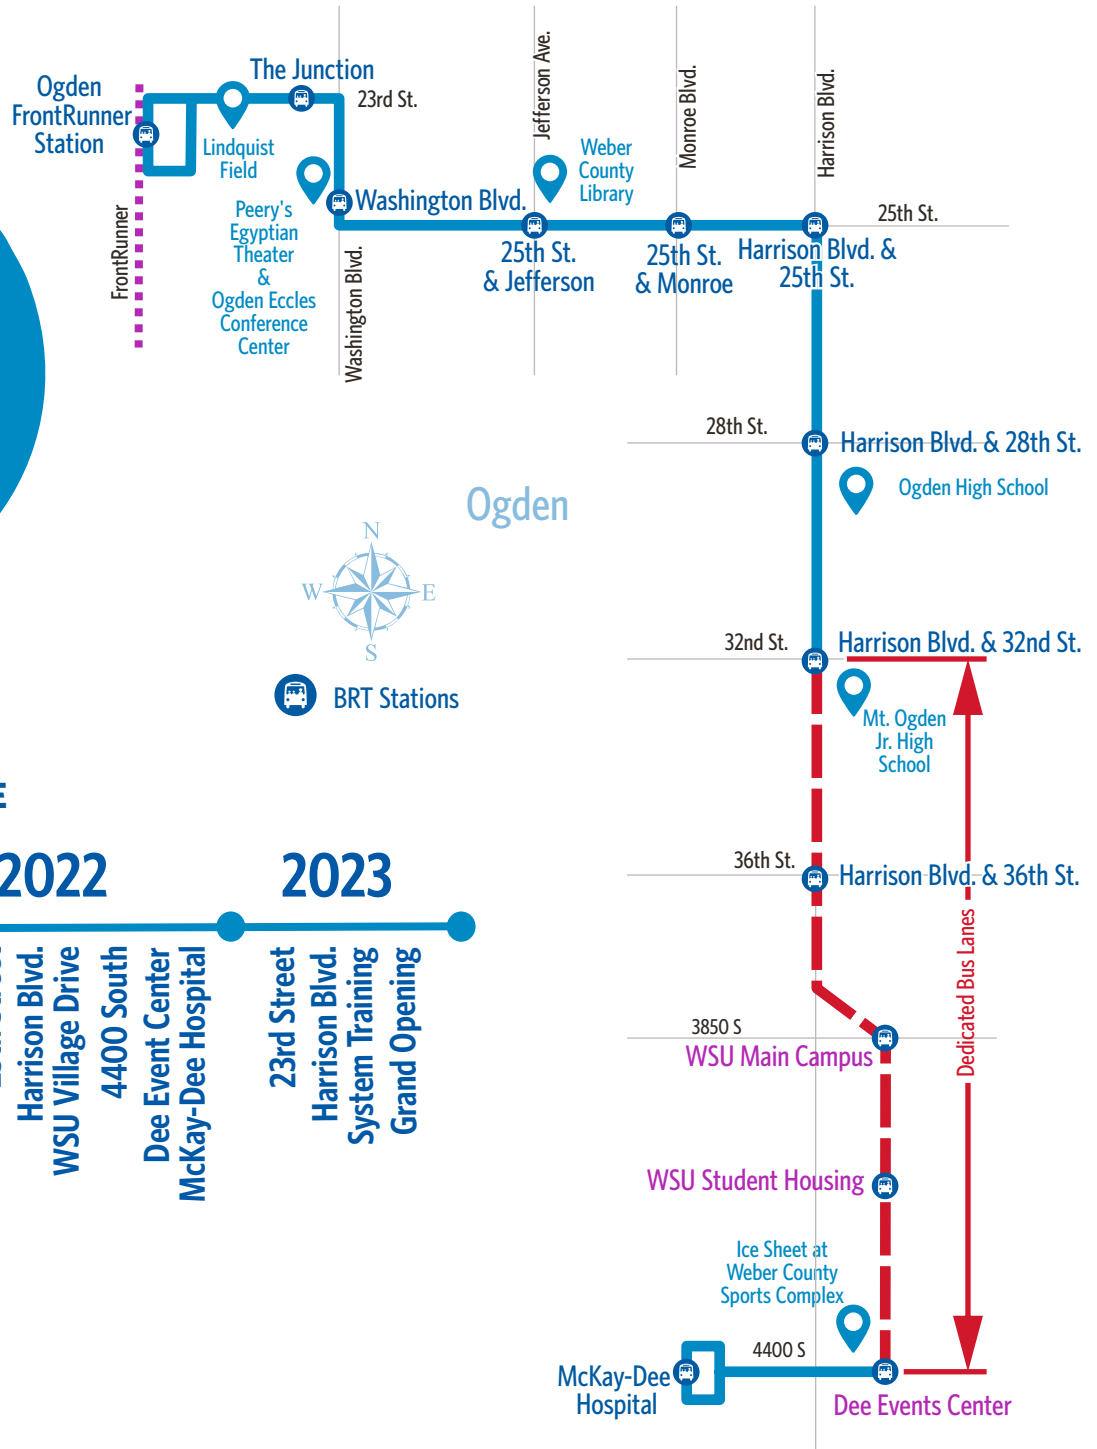 Ogden
FrontRunner
Station
The Junction
23rd St.
Lindquist
Field
Jefferson Ave.
Monroe Blvd.
Harrison Blvd.
Weber
County
Library
Peery's
Egyptian
Theater
&
Ogden Eccles
Conference
Center
FrontRunner
Washington Blvd.
Washington Blvd.
25th St.
25th St.
& Jefferson
25th St.
& Monroe
Harrison Blvd. &
25th St.
28th St.
Harrison Blvd. & 28th St.
Ogden High School
Ogden
N
W
E
S
BRT Stations
32nd St.
Harrison Blvd. & 32nd St.
Mt. Ogden
Jr. High
School
36th St.
Harrison Blvd. & 36th St.
Dedicated Bus Lanes
3850 S
WSU Main Campus
WSU Student Housing
Ice Sheet at
Weber County
Sports Complex
4400 S
McKay-Dee
Hospital
Dee Events Center
E
2022
2023
Harrison Blvd.
WSU Village Drive
4400 South
Dee Event Center
McKay-Dee Hospital
23rd Street
Harrison Blvd.
System Training
Grand Opening